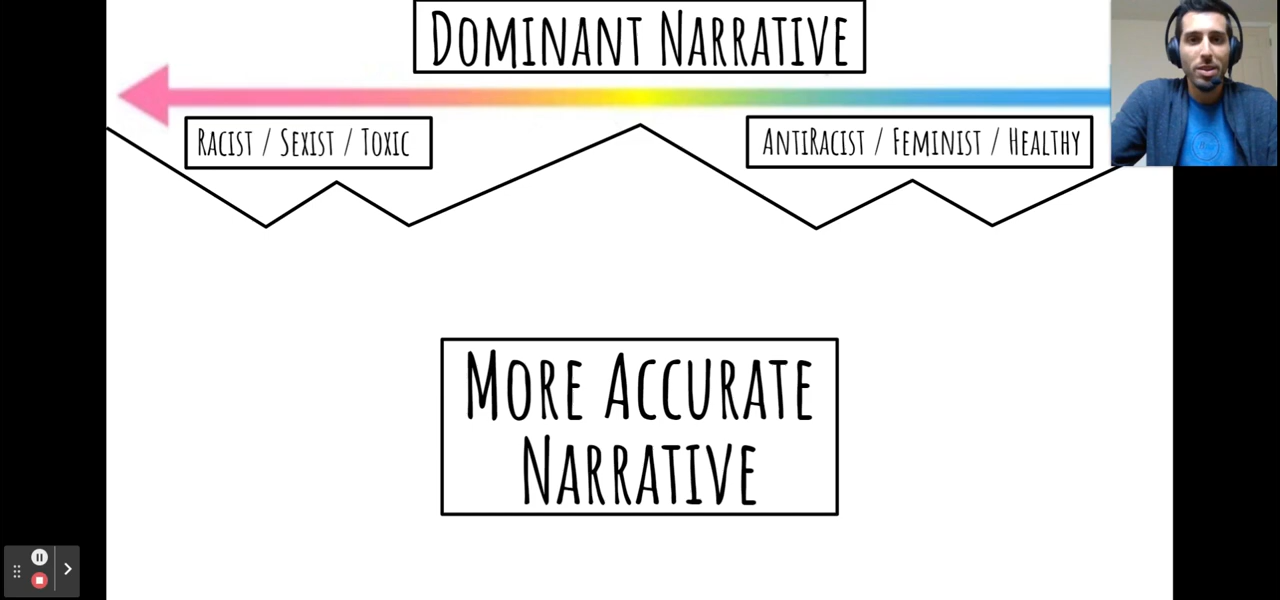 DOMINANT NARRATIVE
RACIST / SEXIST / TOXIC
ANTIRACIST / FEMINIST / HEALTHY
MORE ACCURATE
NARRATIVE